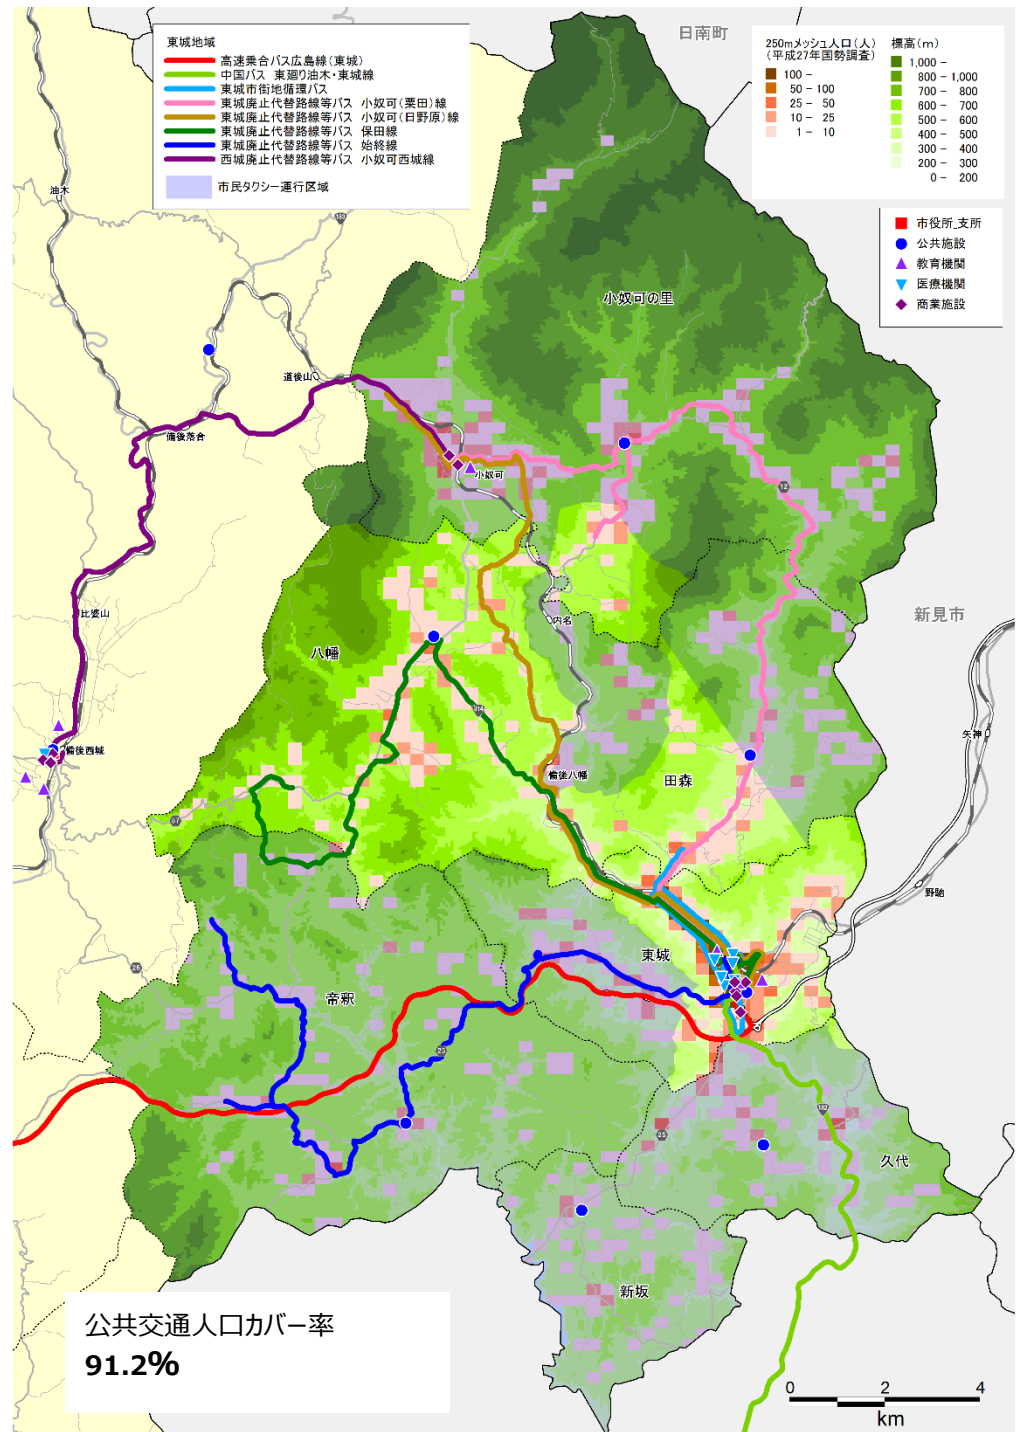 日南町
東城地域
高速乗合バス広島線(東城)
中国バス 東廻り油木・東城線
東城市街地循環バス
東城廃止代替路線等バス 小奴可(粟田)線
東城廃止代替路線等バス 小奴可(日野原)線
東城廃止代替路線等バス 保田線
東城廃止代替路線等バス 始終線
西城廃止代替路線等バス 小奴可西城線
市民タクシー運行区域
250mメッシュ人口(人)
(平成27年国勢調査)
100 -
50 - 100
25 - 50
10 - 25
1 - 10
標高(m)
1,000 -
800 - 1,000
700 - 800
600 - 700
500 - 600
400 - 500
300 - 400
200 - 300
0 - 200
市役所_支所
公共施設
教育機関
医療機関
商業施設
油木
183
小奴可の里
道後山
備後落合
小奴可
12
比婆山
内名
新見市
八幡
314
矢神
備後西城
備後八幡
田森
57
野馳
東城
26
帝釈
23
182
25
久代
新坂
公共交通人口カバー率
91.2%
0 2 4
km